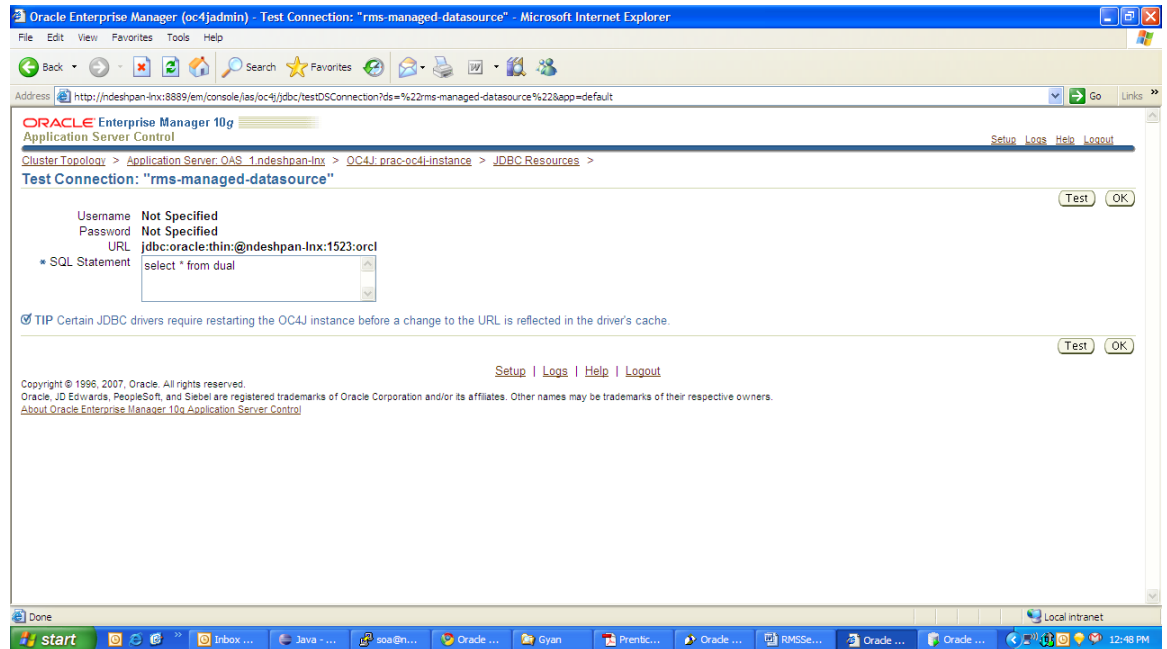 Oracle Enterprise Manager (oc4jadmin) - Test Connection: "rms-managed-datasource" - Microsoft Internet Explorer
File Edit View Favorites Tools Help
Back Search Favorites
Address http://ndeshpan-lnx:8889/em/console/ias/oc4j/jdbc/testDSConnection?ds=%22rms-managed-datasource%22&app=default Go Links »
ORACLE Enterprise Manager 10g
Application Server Control
Setup Logs Help Logout
Cluster Topology > Application Server: OAS_1.ndeshpan-lnx > OC4J: prac-oc4j-instance > JDBC Resources >
Test Connection: "rms-managed-datasource"
Test OK
Username Not Specified
Password Not Specified
URL jdbc:oracle:thin:@ndeshpan-lnx:1523:orcl
* SQL Statement select * from dual
TIP Certain JDBC drivers require restarting the OC4J instance before a change to the URL is reflected in the driver's cache.
Test OK
Setup | Logs | Help | Logout
Copyright © 1996, 2007, Oracle. All rights reserved.
Oracle, JD Edwards, PeopleSoft, and Siebel are registered trademarks of Oracle Corporation and/or its affiliates. Other names may be trademarks of their respective owners.
About Oracle Enterprise Manager 10g Application Server Control
Done Local intranet
start » Inbox ... Java - ... soa@n... Oracle ... Gyan Prentic... Oracle ... RMSSe... Oracle ... Oracle ... 12:48 PM